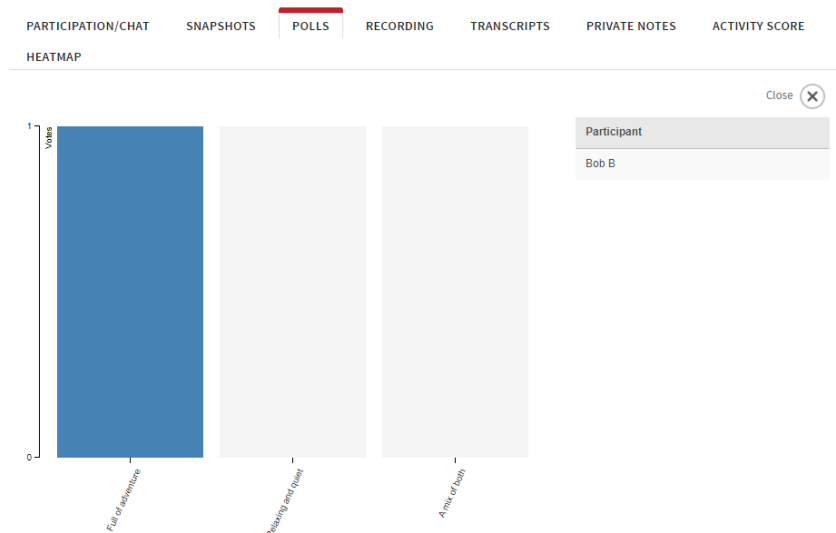 PARTICIPATION/CHAT SNAPSHOTS POLLS RECORDING TRANSCRIPTS PRIVATE NOTES ACTIVITY SCORE
HEATMAP
Close
Participant
Bob B
1
Votes
0
Full of adventure
Relaxing and quiet
A mix of both